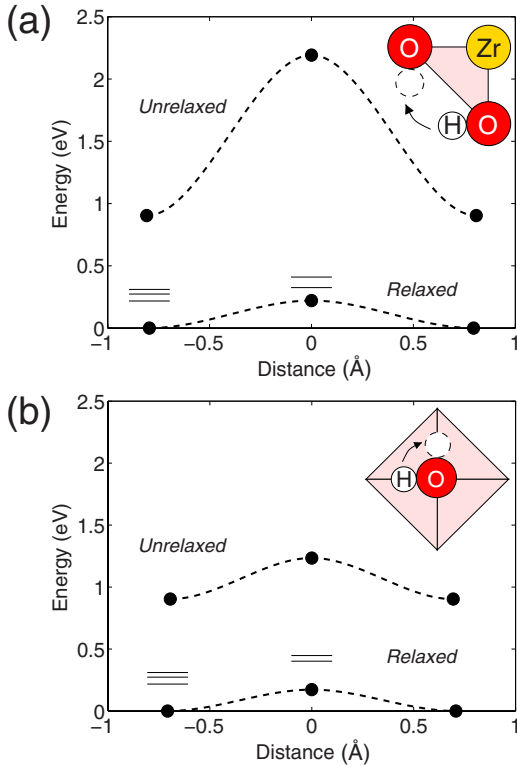 (a)
2.5
2
1.5
1
0.5
0
Energy (eV)
Unrelaxed
Relaxed
O
Zr
H
O
−1
−0.5
0
0.5
1
Distance (Å)
(b)
2.5
2
1.5
1
0.5
0
Energy (eV)
Unrelaxed
Relaxed
H
O
−1
−0.5
0
0.5
1
Distance (Å)